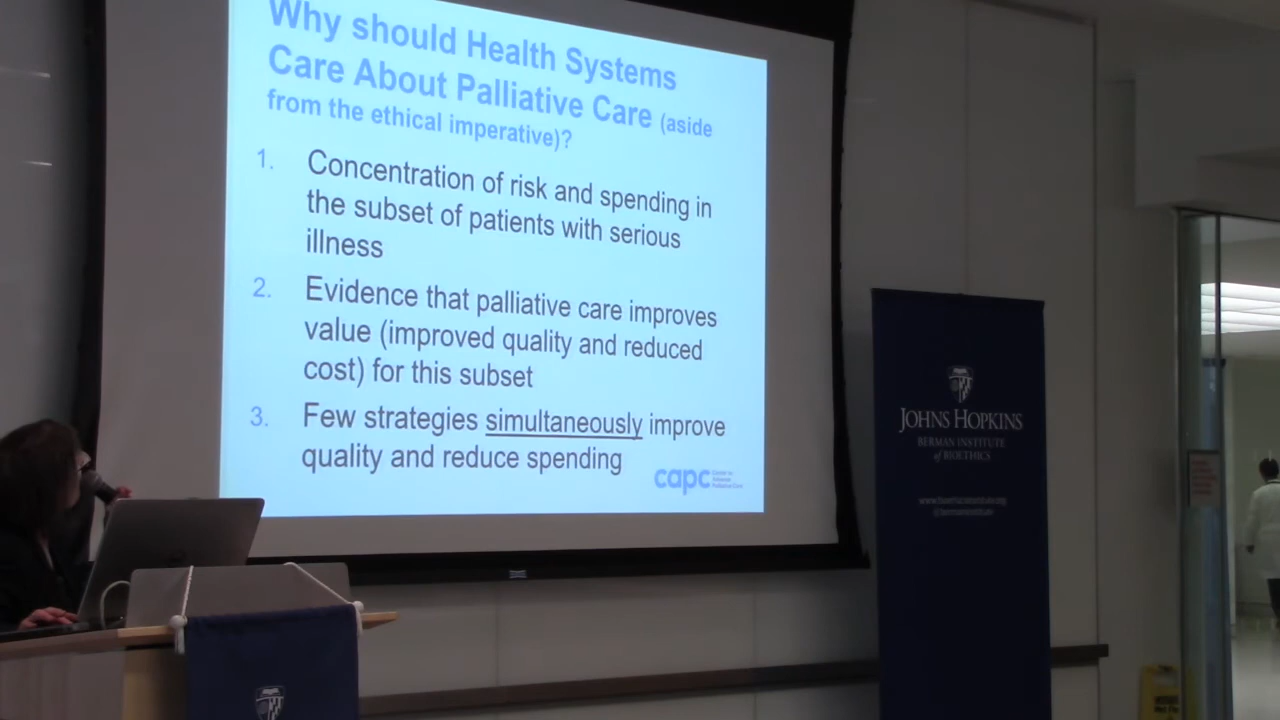 Why should Health Systems
Care About Palliative Care (aside
from the ethical imperative)?
1. Concentration of risk and spending in
the subset of patients with serious
illness
2. Evidence that palliative care improves
value (improved quality and reduced
cost) for this subset
3. Few strategies simultaneously improve
quality and reduce spending
capc
JOHNS HOPKINS
BERMAN INSTITUTE
of BIOETHICS